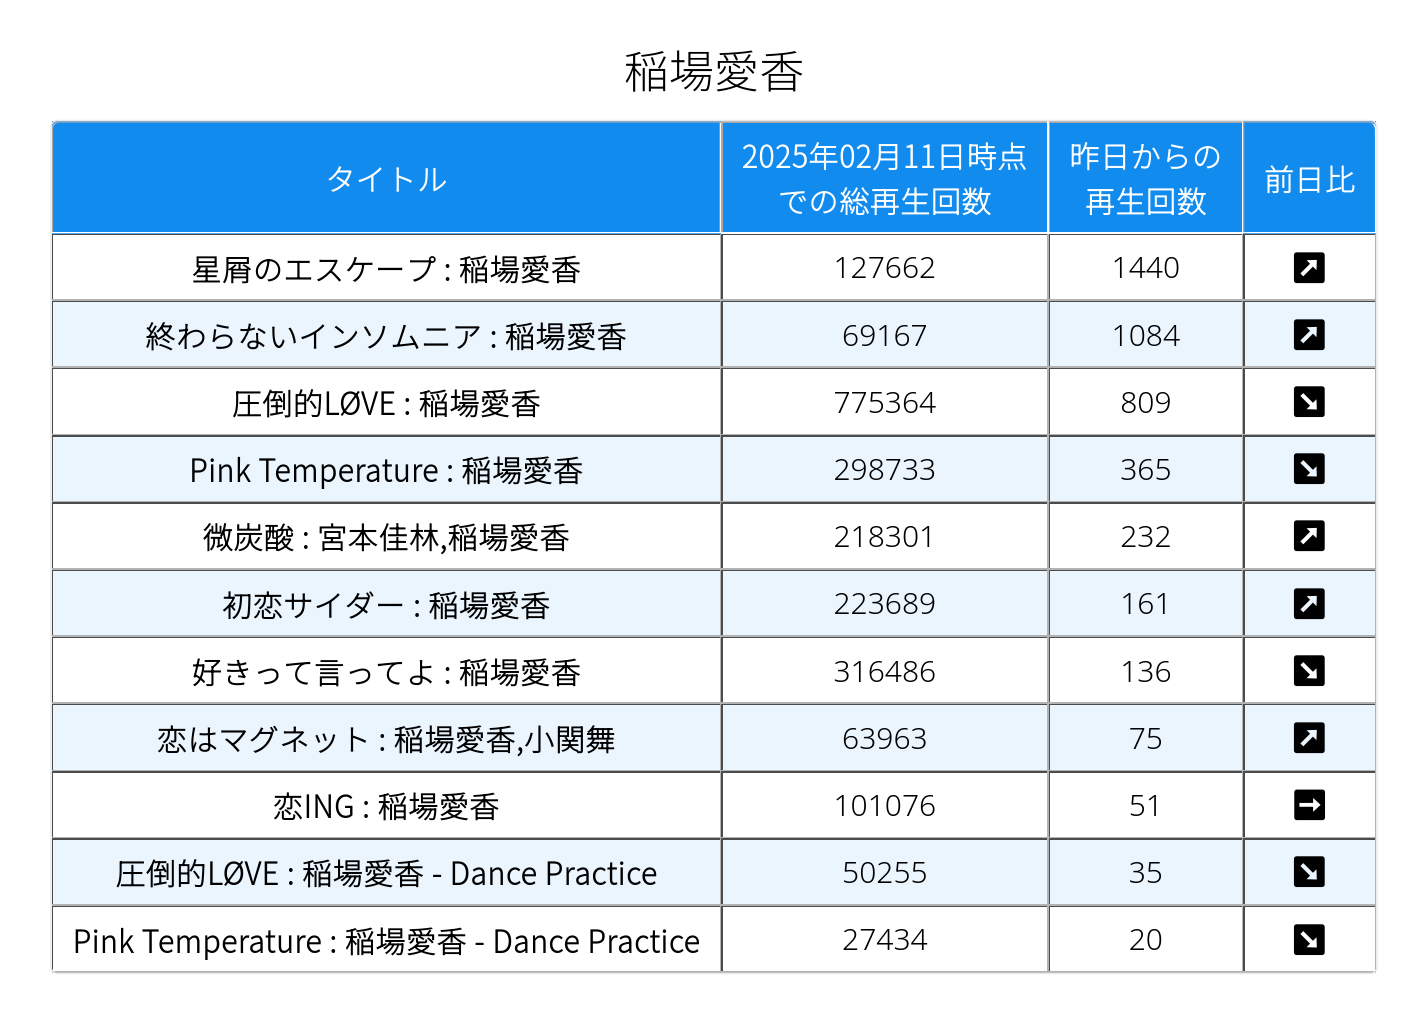 稲場愛香
タイトル 2025年02月11日時点での総再生回数 昨日からの再生回数 前日比
星屑のエスケープ : 稲場愛香 127662 1440 ↗
終わらないインソムニア : 稲場愛香 69167 1084 ↗
圧倒的LØVE : 稲場愛香 775364 809 ↘
Pink Temperature : 稲場愛香 298733 365 ↘
微炭酸 : 宮本佳林,稲場愛香 218301 232 ↗
初恋サイダー : 稲場愛香 223689 161 ↗
好きって言ってよ : 稲場愛香 316486 136 ↘
恋はマグネット : 稲場愛香,小関舞 63963 75 ↗
恋ING : 稲場愛香 101076 51 →
圧倒的LØVE : 稲場愛香 - Dance Practice 50255 35 ↘
Pink Temperature : 稲場愛香 - Dance Practice 27434 20 ↘